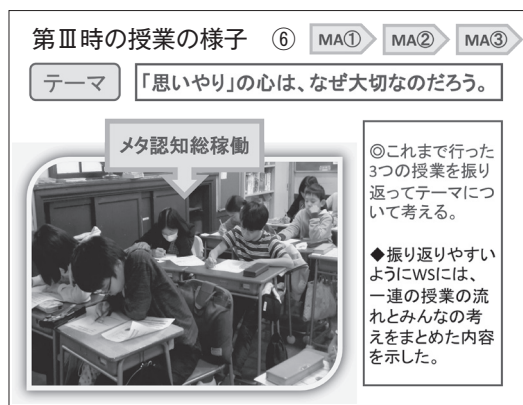 第Ⅲ時の授業の様子　⑥　MA①　MA②　MA③
テーマ　「思いやり」の心は、なぜ大切なのだろう。
メタ認知総稼働
◎これまで行った
3つの授業を振り
返ってテーマにつ
いて考える。
◆振り返りやすい
ようにWSには、
一連の授業の流
れとみんなの考
えをまとめた内容
を示した。